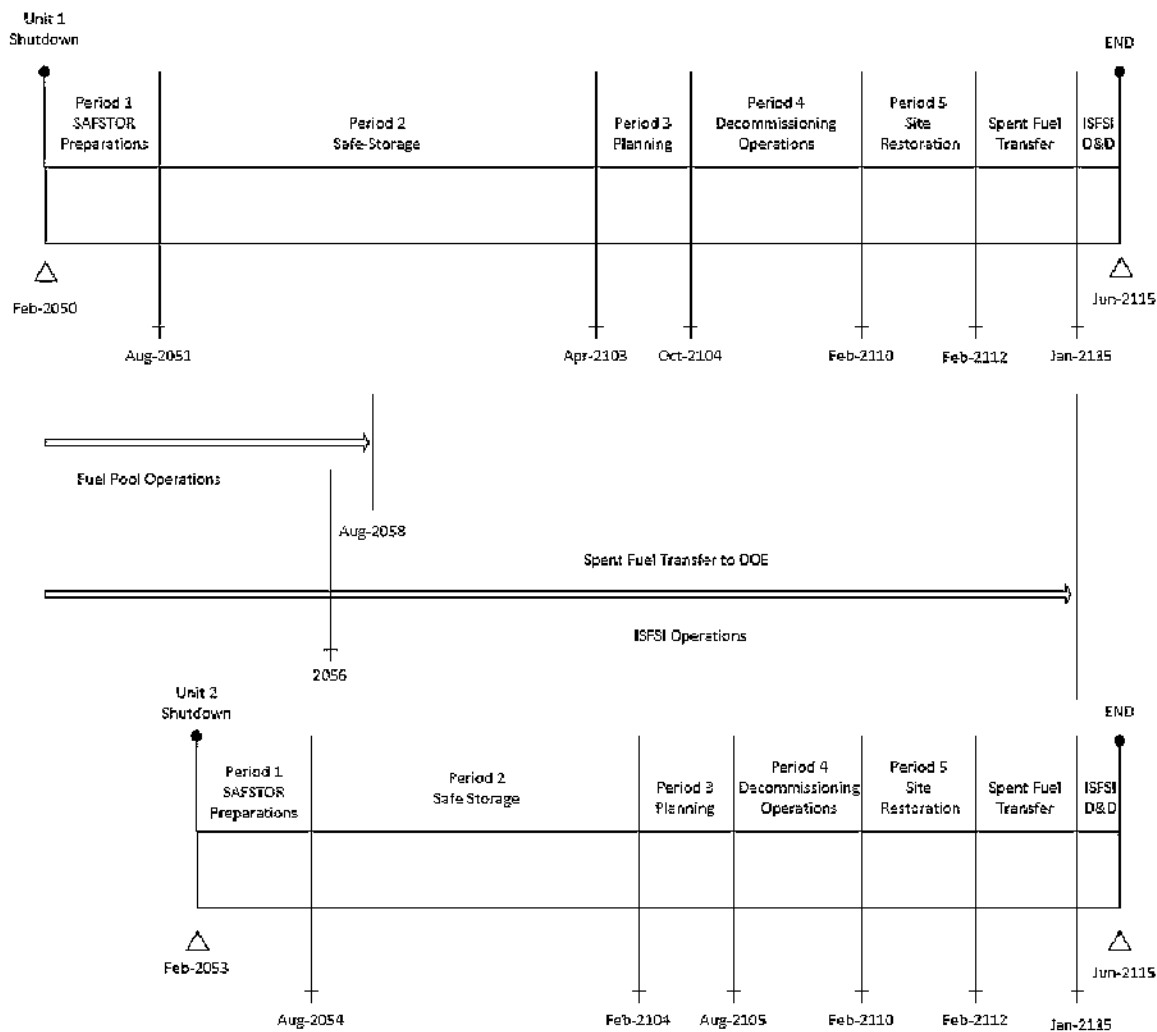 Unit 1
Shutdown
END
Period 1
SAFSTOR
Preparations
Period 2
Safe-Storage
Period 3
Planning
Period 4
Decommissioning
Operations
Period 5
Site
Restoration
Spent Fuel
Transfer
ISFSI
D&D
Feb-2050
Jun-2115
Aug-2051
Apr-2103
Oct-2104
Feb-2110
Feb-2112
Jan-2115
Fuel Pool Operations
Aug-2058
Spent Fuel Transfer to DOE
ISFSI Operations
2056
Unit 2
Shutdown
END
Period 1
SAFSTOR
Preparations
Period 2
Safe Storage
Period 3
Planning
Period 4
Decommissioning
Operations
Period 5
Site
Restoration
Spent Fuel
Transfer
ISFSI
D&D
Feb-2053
Jun-2115
Aug-2054
Feb-2104
Aug-2105
Feb-2110
Feb-2112
Jan-2115